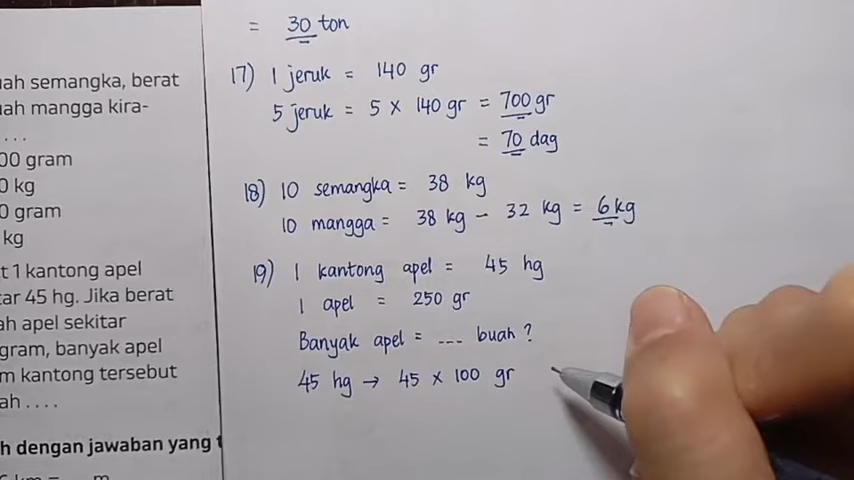 = 30 ton
17) 1 jeruk = 140 gr
5 jeruk = 5 × 140 gr = 700 gr
= 70 dag
18) 10 semangka = 38 kg
10 mangga = 38 kg - 32 kg = 6 kg
19) 1 kantong apel = 45 hg
1 apel = 250 gr
Banyak apel = --- buah?
45 hg → 45 × 100 gr
uah semangka, berat
uah mangga kira-
....
00 gram
0 kg
0 gram
kg
t 1 kantong apel
tar 45 hg. Jika berat
ah apel sekitar
gram, banyak apel
m kantong tersebut
ah ....
h dengan jawaban yang t